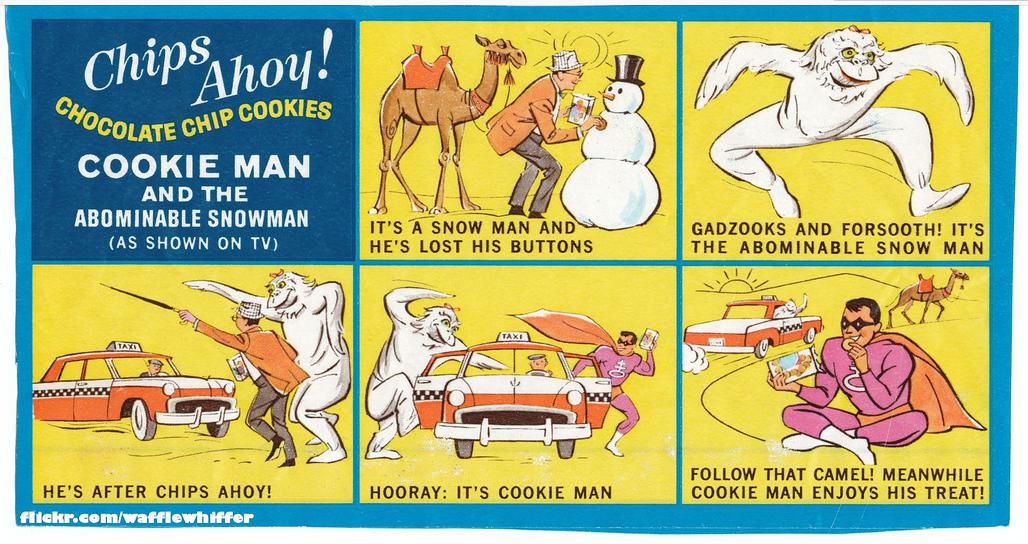 Chips
Ahoy!
CHOCOLATE CHIP COOKIES
COOKIE MAN
AND THE
ABOMINABLE SNOWMAN
(AS SHOWN ON TV)
IT'S A SNOW MAN AND
HE'S LOST HIS BUTTONS
GADZOOKS AND FORSOOTH! IT'S
THE ABOMINABLE SNOW MAN
TAXI
HE'S AFTER CHIPS AHOY!
TAXI
HOORAY: IT'S COOKIE MAN
FOLLOW THAT CAMEL! MEANWHILE
COOKIE MAN ENJOYS HIS TREAT!
flickr.com/wafflewhiffer